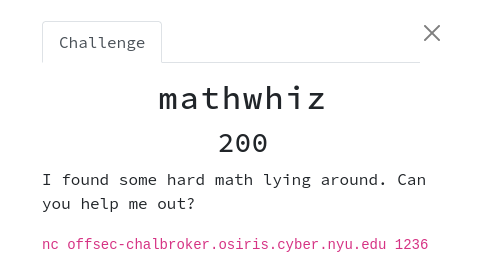 Challenge
mathwhiz
200
I found some hard math lying around. Can
you help me out?
nc offsec-chalbroker.osiris.cyber.nyu.edu 1236